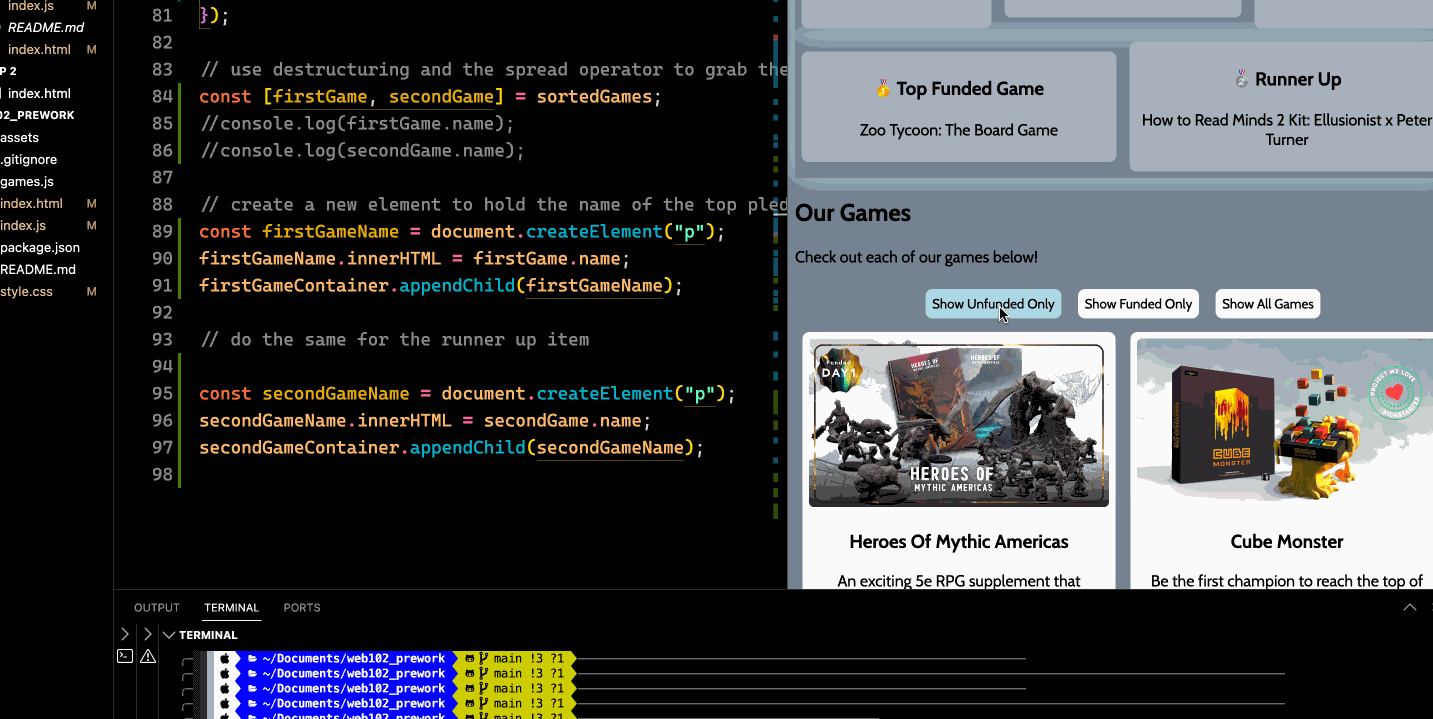 index.js M
README.md
index.html M
P 2
index.html
02_PREWORK
assets
.gitignore
games.js
index.html M
index.js M
package.json
README.md
style.css M
81 });
82
83 // use destructuring and the spread operator to grab the
84 const [firstGame, secondGame] = sortedGames;
85 //console.log(firstGame.name);
86 //console.log(secondGame.name);
87
88 // create a new element to hold the name of the top pled
89 const firstGameName = document.createElement("p");
90 firstGameName.innerHTML = firstGame.name;
91 firstGameContainer.appendChild(firstGameName);
92
93 // do the same for the runner up item
94
95 const secondGameName = document.createElement("p");
96 secondGameName.innerHTML = secondGame.name;
97 secondGameContainer.appendChild(secondGameName);
98
🥇 Top Funded Game
Zoo Tycoon: The Board Game
🥈 Runner Up
How to Read Minds 2 Kit: Ellusionist x Peter
Turner
Our Games
Check out each of our games below!
Show Unfunded Only
Show Funded Only
Show All Games
Funded
DAY1
HEROES OF
MYTHIC AMERICAS
HEROES OF
MYTHIC AMERICAS
Heroes Of Mythic Americas
An exciting 5e RPG supplement that
CUBE
MONSTER
PROJECT WE LOVE
KICKSTARTER
Cube Monster
Be the first champion to reach the top of
OUTPUT TERMINAL PORTS
TERMINAL
~/Documents/web102_prework main !3 ?1
~/Documents/web102_prework main !3 ?1
~/Documents/web102_prework main !3 ?1
~/Documents/web102_prework main !3 ?1
~/Documents/web102_prework main !3 ?1